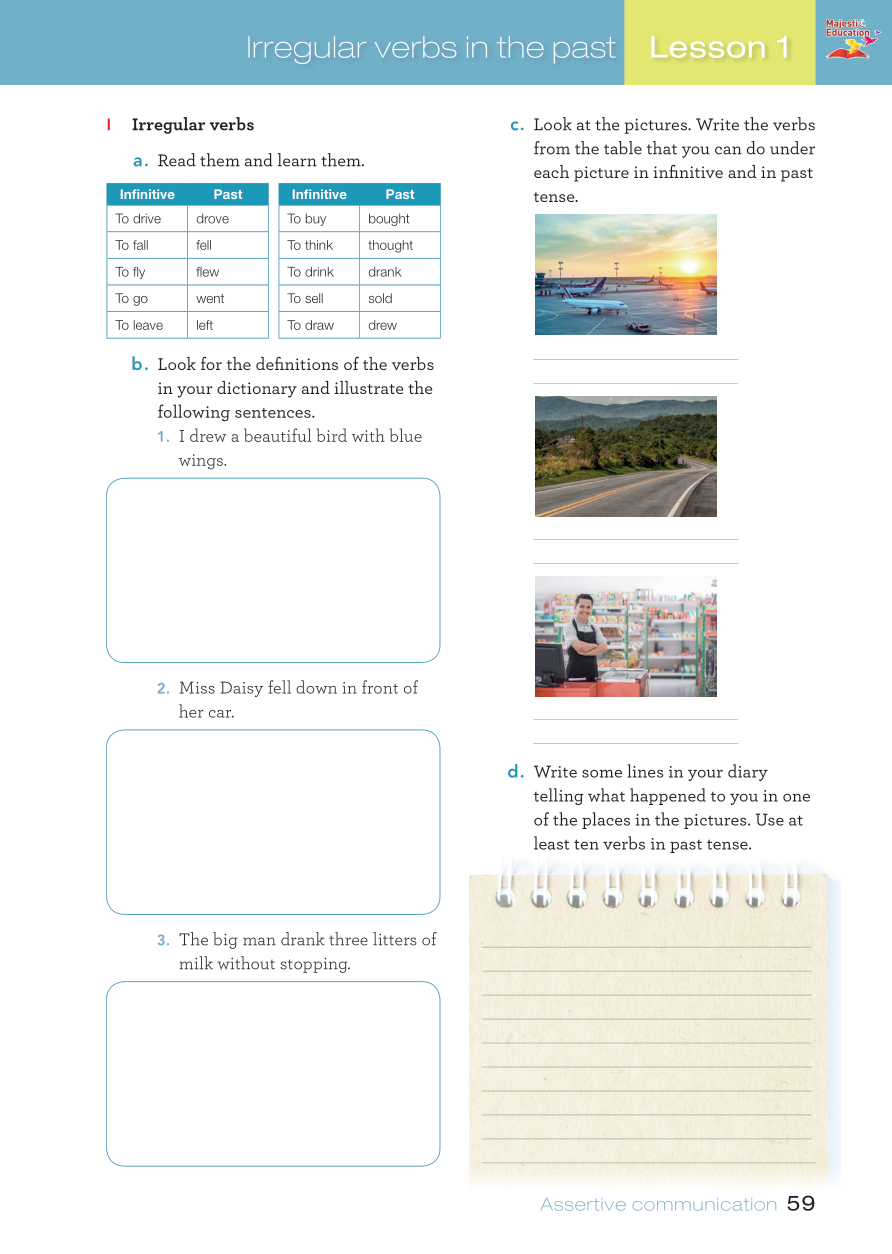 Irregular verbs in the past
Lesson 1
Majesti
Education
I Irregular verbs
a. Read them and learn them.
Infinitive Past
To drive drove
To fall fell
To fly flew
To go went
To leave left
Infinitive Past
To buy bought
To think thought
To drink drank
To sell sold
To draw drew
b. Look for the definitions of the verbs
in your dictionary and illustrate the
following sentences.
1. I drew a beautiful bird with blue
wings.
2. Miss Daisy fell down in front of
her car.
3. The big man drank three litters of
milk without stopping.
c. Look at the pictures. Write the verbs
from the table that you can do under
each picture in infinitive and in past
tense.
d. Write some lines in your diary
telling what happened to you in one
of the places in the pictures. Use at
least ten verbs in past tense.
Assertive communication 59